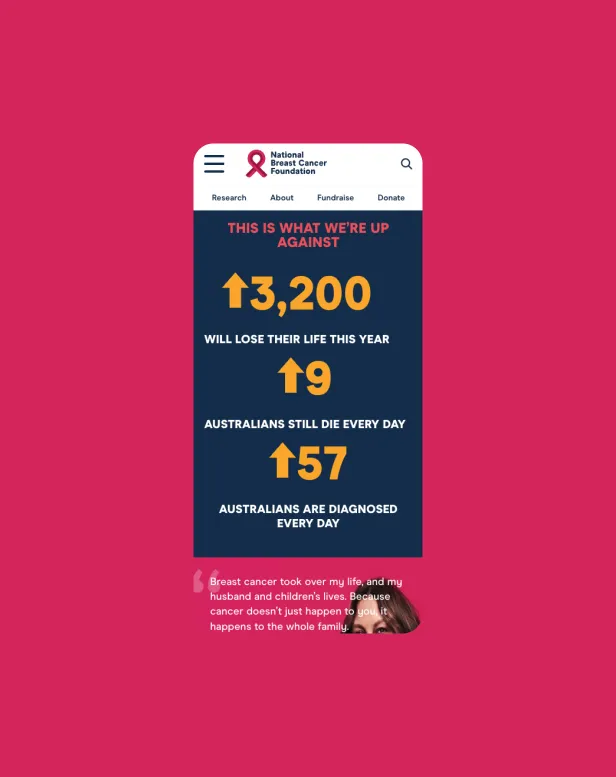 National
Breast Cancer
Foundation
Research About Fundraise Donate
THIS IS WHAT WE'RE UP
AGAINST
3,200
WILL LOSE THEIR LIFE THIS YEAR
9
AUSTRALIANS STILL DIE EVERY DAY
57
AUSTRALIANS ARE DIAGNOSED
EVERY DAY
“
Breast cancer took over my life, and my
husband and children's lives. Because
cancer doesn't just happen to you, it
happens to the whole family.